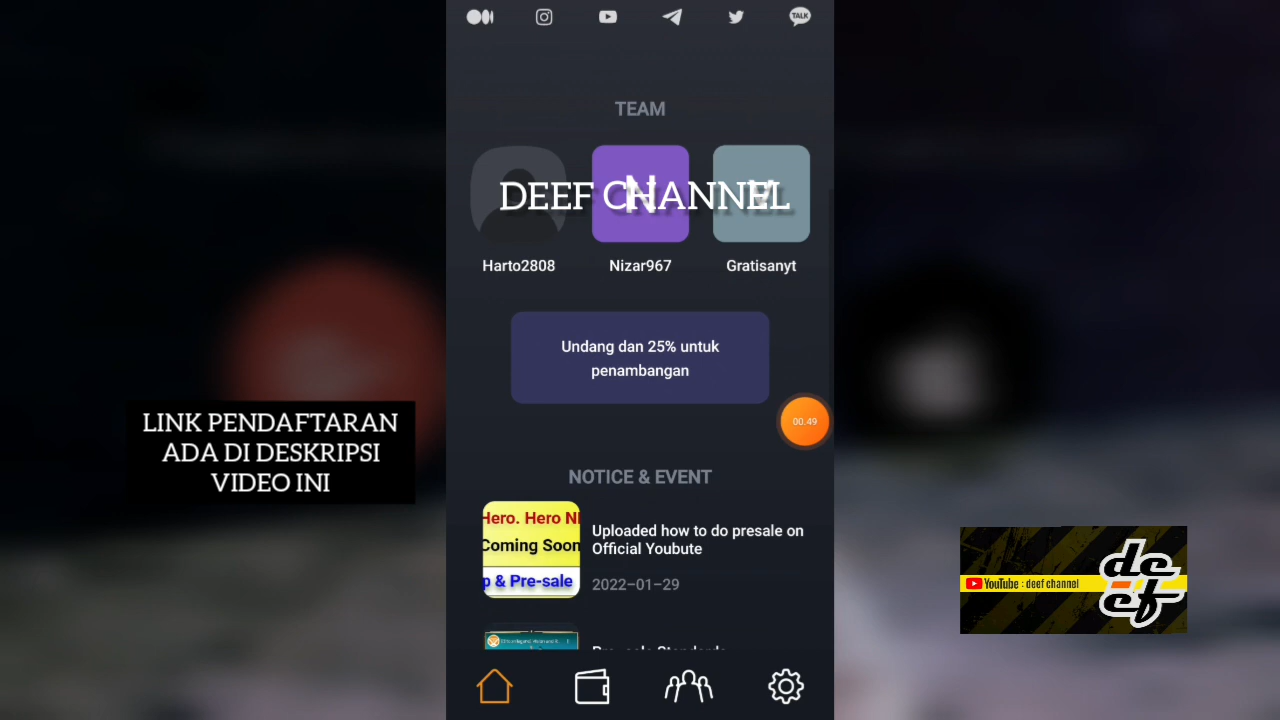 TALK
TEAM
DEEF CHANNEL
N
Harto2808
Nizar967
Gratisanyt
Undang dan 25% untuk
penambangan
00.49
LINK PENDAFTARAN
ADA DI DESKRIPSI
VIDEO INI
NOTICE & EVENT
Hero. Hero N
Coming Soon
p & Pre-sale
Uploaded how to do presale on
Official Youbute
2022-01-29
YouTube : deef channel
de
ef